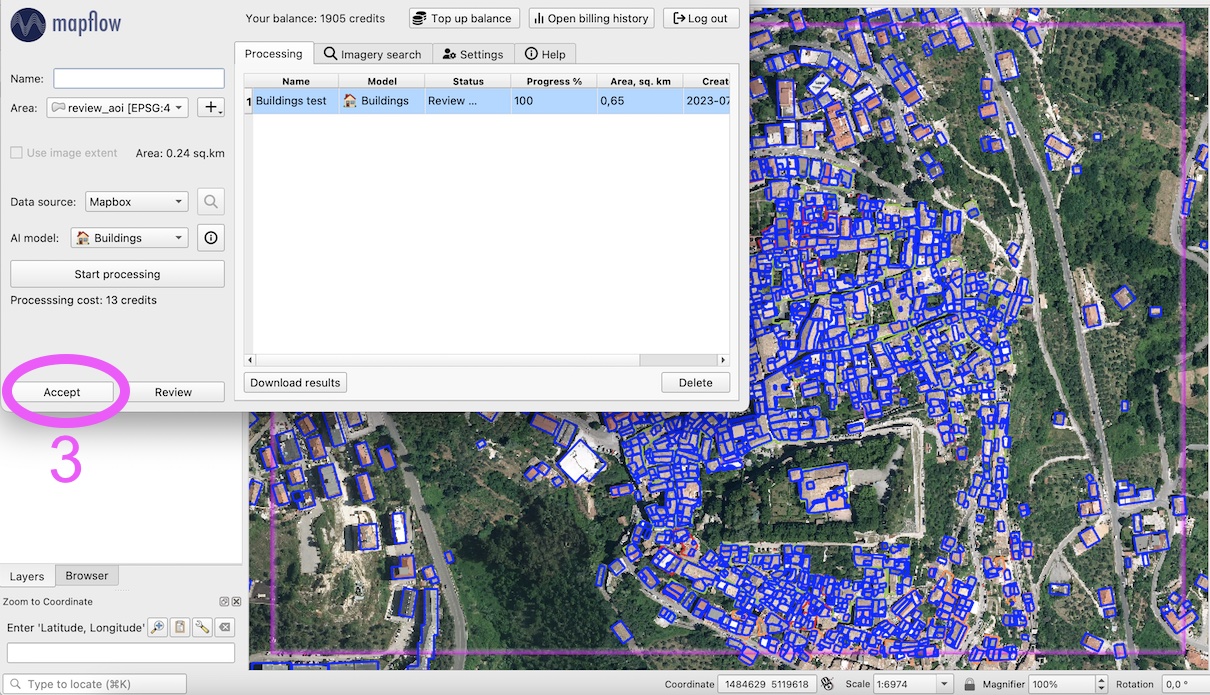 mapflow
Your balance: 1905 credits
Top up balance
Open billing history
Log out
Processing
Imagery search
Settings
Help
Name:
Area:
review_aoi [EPSG:4
Use image extent
Area: 0.24 sq.km
Data source:
Mapbox
AI model:
Buildings
Start processing
Processsing cost: 13 credits
Accept
Review
Name Model Status Progress % Area, sq. km Creat
1 Buildings test Buildings Review ... 100 0,65 2023-07
Download results
Delete
3
Layers
Browser
Zoom to Coordinate
Enter 'Latitude, Longitude'
Type to locate (⌘K)
Coordinate 1484629 5119618 Scale 1:6974 Magnifier 100% Rotation 0,0 °